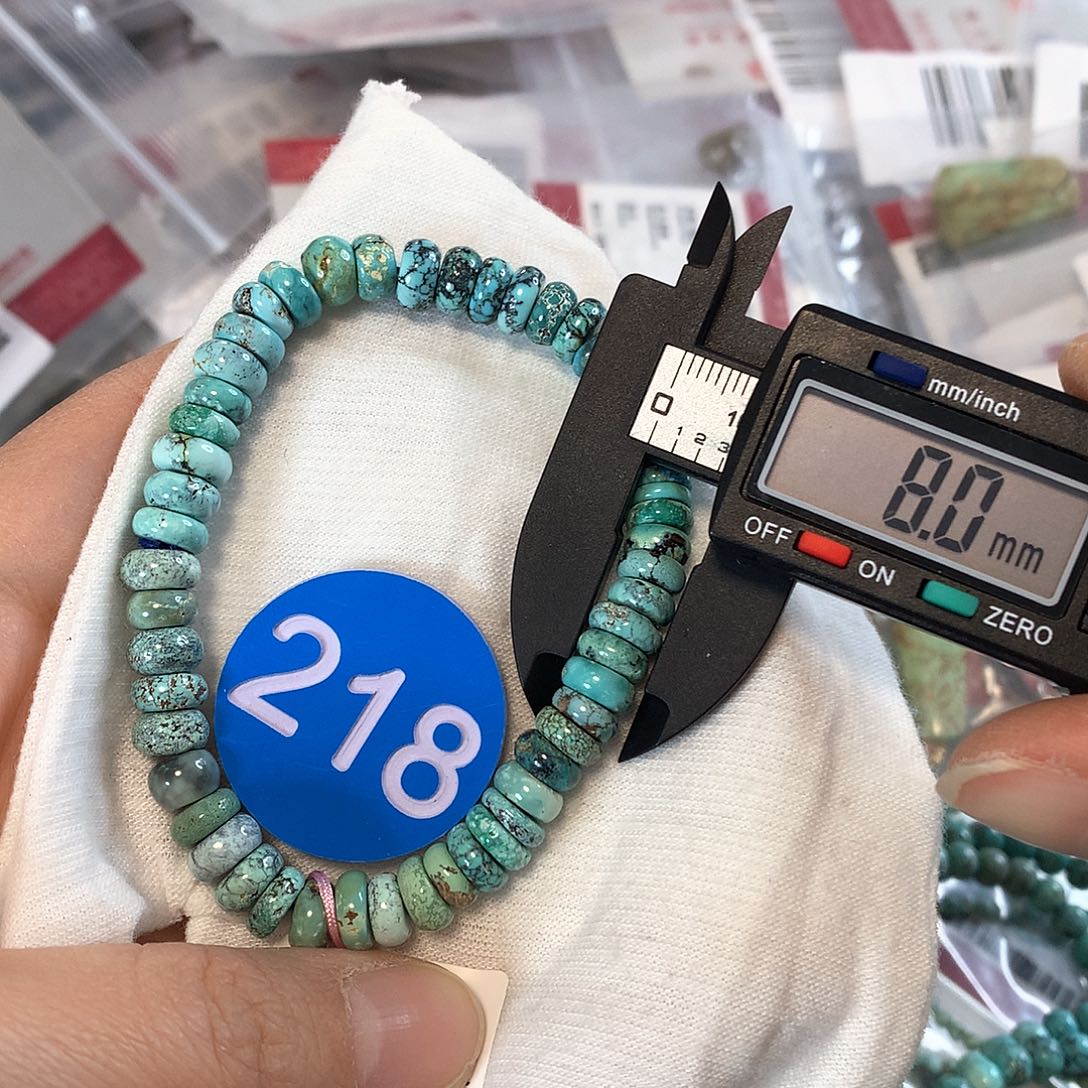 218
0 1
1 2 3
mm/inch
8.0 mm
OFF
ON
ZERO